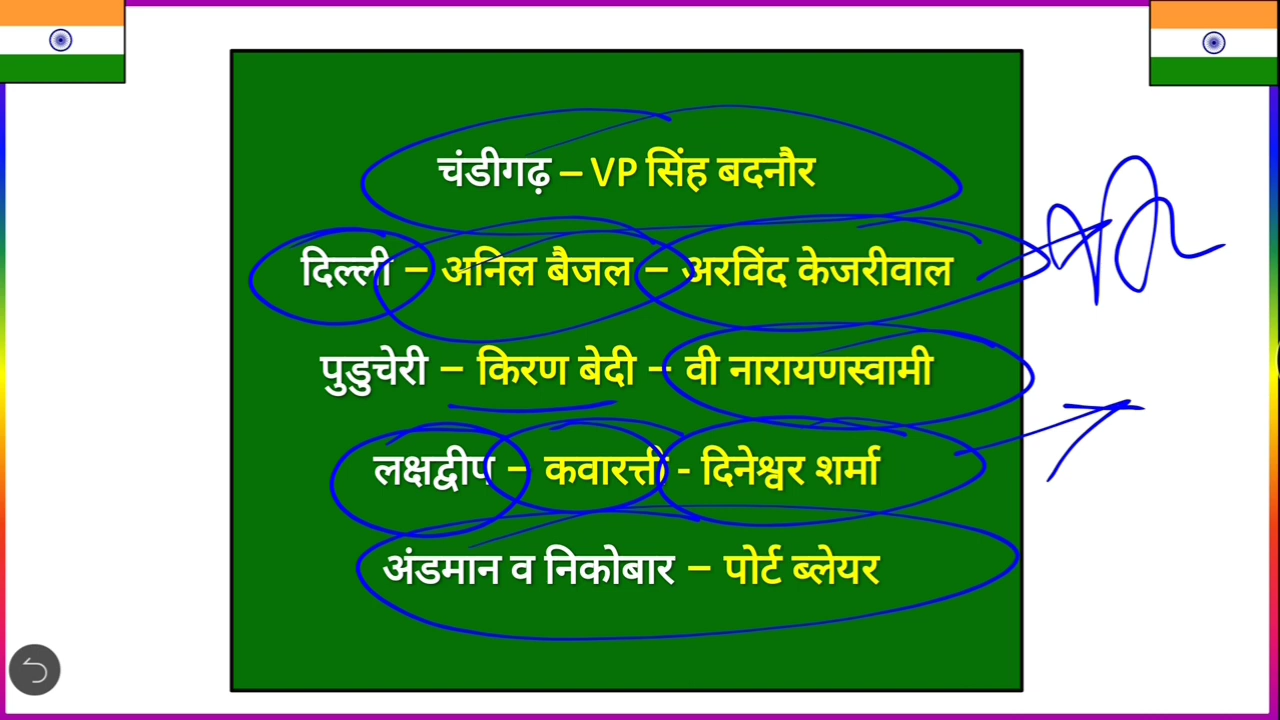 चंडीगढ़ – VP सिंह बदनौर
दिल्ली – अनिल बैजल – अरविंद केजरीवाल
पुडुचेरी – किरण बेदी – वी नारायणस्वामी
लक्षद्वीप – कवारत्ती - दिनेश्वर शर्मा
अंडमान व निकोबार – पोर्ट ब्लेयर